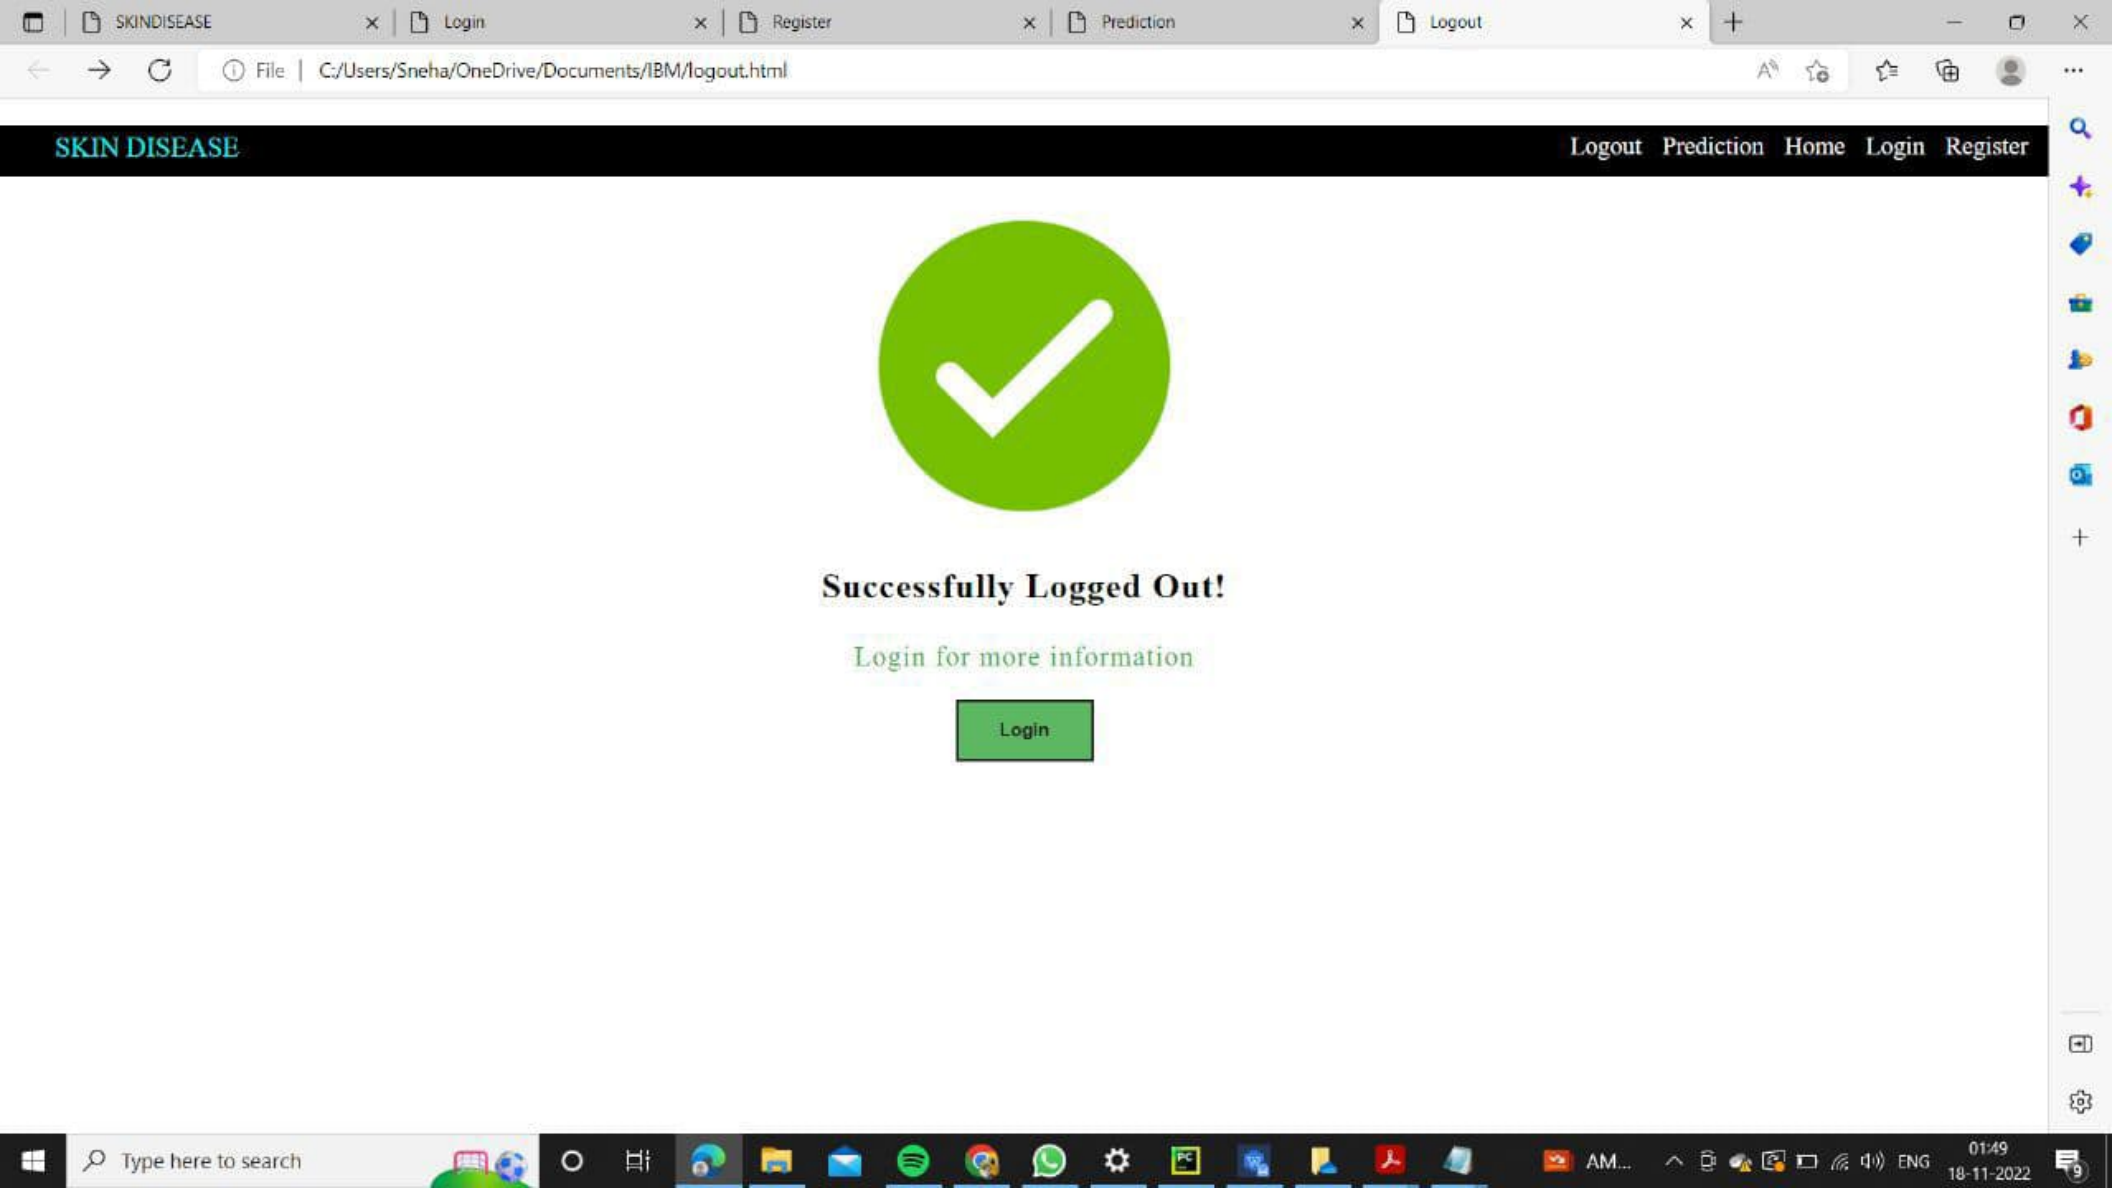 SKINDISEASE
Login
Register
Prediction
Logout
File
C:/Users/Sneha/OneDrive/Documents/IBM/logout.html
SKIN DISEASE
Logout Prediction Home Login Register
Successfully Logged Out!
Login for more information
Login
Type here to search
PC
AM...
ENG
01:49
18-11-2022
9